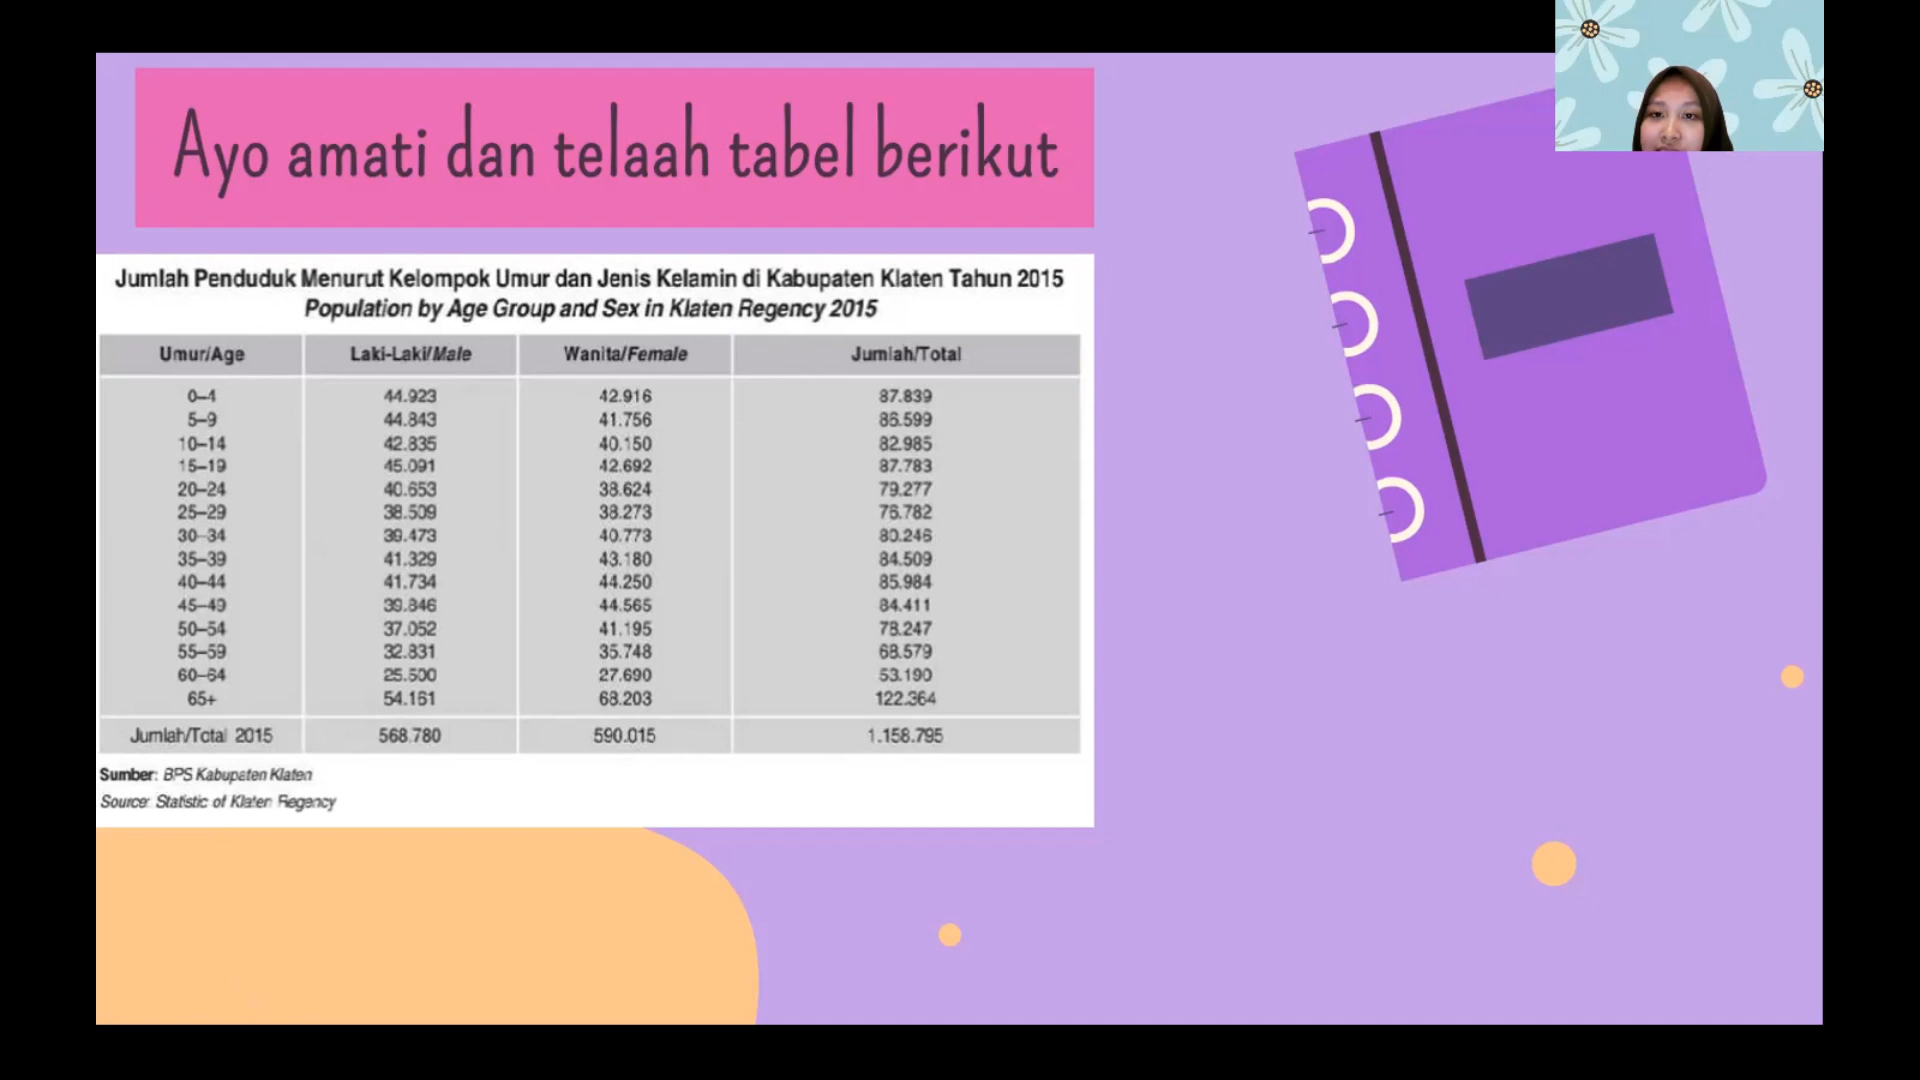 Ayo amati dan telaah tabel berikut
Jumlah Penduduk Menurut Kelompok Umur dan Jenis Kelamin di Kabupaten Klaten Tahun 2015
Population by Age Group and Sex in Klaten Regency 2015
Umur/Age Laki-Laki/Male Wanita/Female Jumlah/Total
0–4 44.923 42.916 87.839
5–9 44.843 41.756 86.599
10–14 42.835 40.150 82.985
15–19 45.091 42.692 87.783
20–24 40.653 38.624 79.277
25–29 38.509 38.273 76.782
30–34 39.473 40.773 80.246
35–39 41.329 43.180 84.509
40–44 41.734 44.250 85.984
45–49 39.846 44.565 84.411
50–54 37.052 41.195 78.247
55–59 32.831 35.748 68.579
60–64 25.500 27.690 53.190
65+ 54.161 68.203 122.364
Jumlah/Total 2015 568.780 590.015 1.158.795
Sumber: BPS Kabupaten Klaten
Source: Statistic of Klaten Regency